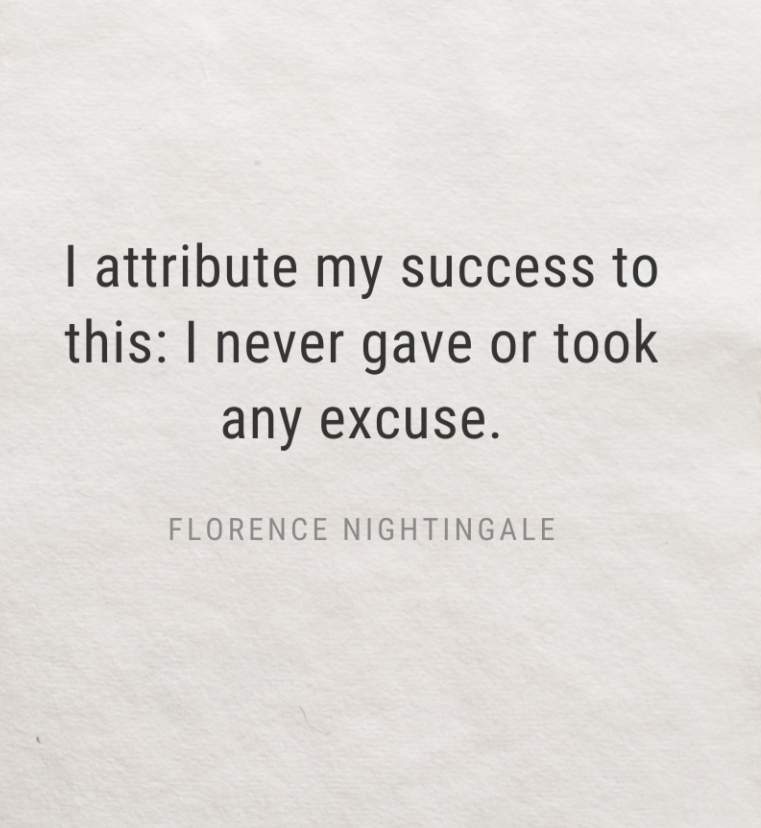 I attribute my success to
this: I never gave or took
any excuse.
FLORENCE NIGHTINGALE